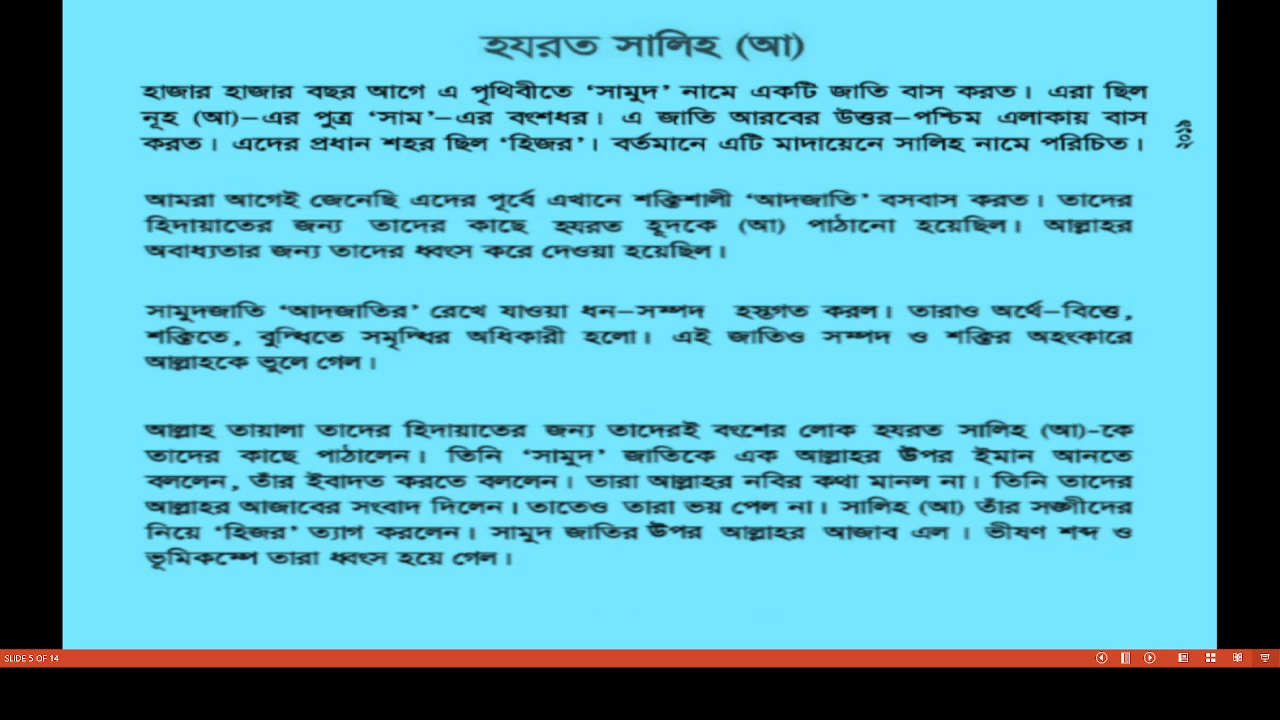 হযরত সালিহ (আ)
হাজার হাজার বছর আগে এ পৃথিবীতে ‘সামুদ’ নামে একটি জাতি বাস করত। এরা ছিল
নূহ (আ)–এর পুত্র ‘সাম’–এর বংশধর। এ জাতি আরবের উত্তর–পশ্চিম এলাকায় বাস
করত। এদের প্রধান শহর ছিল ‘হিজর’। বর্তমানে এটি মাদায়েনে সালিহ নামে পরিচিত।
২০১৯
আমরা আগেই জেনেছি এদের পূর্বে এখানে শক্তিশালী ‘আদজাতি’ বসবাস করত। তাদের
হিদায়াতের জন্য তাদের কাছে হযরত হূদকে (আ) পাঠানো হয়েছিল। আল্লাহর
অবাধ্যতার জন্য তাদের ধ্বংস করে দেওয়া হয়েছিল।
সামুদজাতি ‘আদজাতির’ রেখে যাওয়া ধন–সম্পদ হস্তগত করল। তারাও অর্থে–বিত্তে,
শক্তিতে, বুদ্ধিতে সমৃদ্ধির অধিকারী হলো। এই জাতিও সম্পদ ও শক্তির অহংকারে
আল্লাহকে ভুলে গেল।
আল্লাহ তায়ালা তাদের হিদায়াতের জন্য তাদেরই বংশের লোক হযরত সালিহ (আ)-কে
তাদের কাছে পাঠালেন। তিনি ‘সামুদ’ জাতিকে এক আল্লাহর উপর ইমান আনতে
বললেন, তাঁর ইবাদত করতে বললেন। তারা আল্লাহর নবির কথা মানল না। তিনি তাদের
আল্লাহর আজাবের সংবাদ দিলেন। তাতেও তারা ভয় পেল না। সালিহ (আ) তাঁর সঙ্গীদের
নিয়ে ‘হিজর’ ত্যাগ করলেন। সামুদ জাতির উপর আল্লাহর আজাব এল। ভীষণ শব্দ ও
ভূমিকম্পে তারা ধ্বংস হয়ে গেল।
SLIDE 5 OF 14